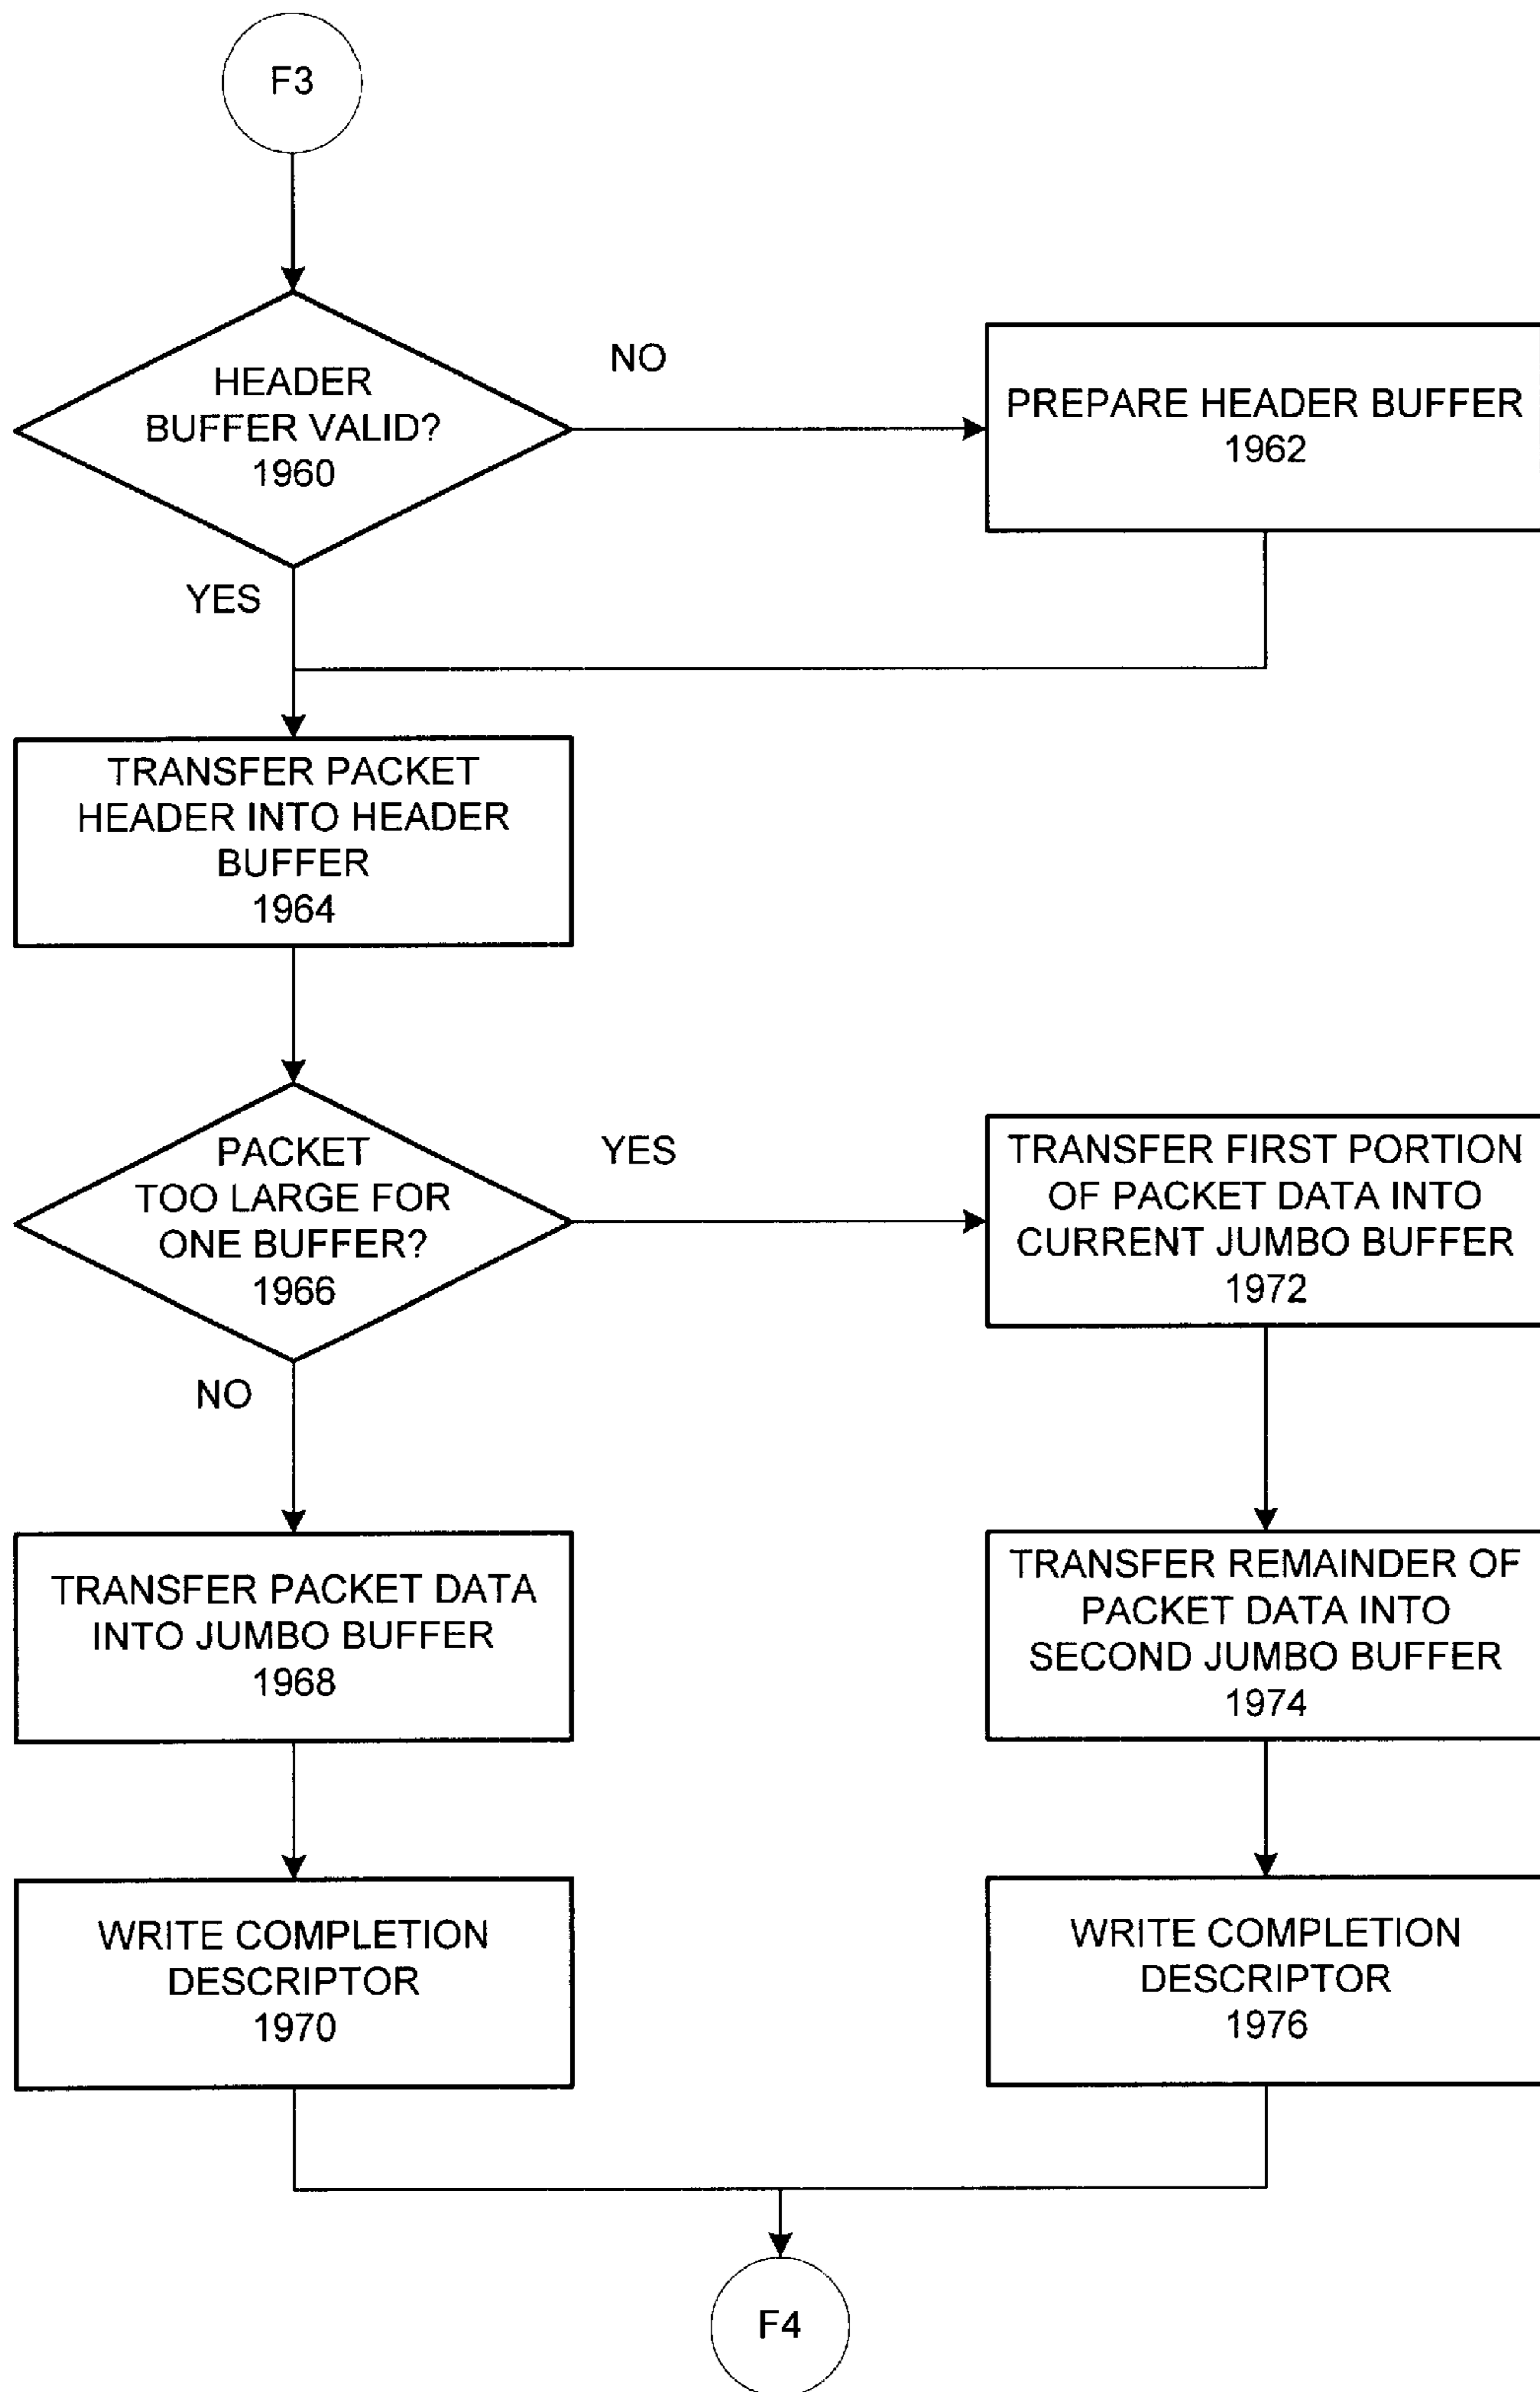 F3
HEADER
BUFFER VALID?
1960
NO
PREPARE HEADER BUFFER
1962
YES
TRANSFER PACKET
HEADER INTO HEADER
BUFFER
1964
PACKET
TOO LARGE FOR
ONE BUFFER?
1966
YES
TRANSFER FIRST PORTION
OF PACKET DATA INTO
CURRENT JUMBO BUFFER
1972
NO
TRANSFER PACKET DATA
INTO JUMBO BUFFER
1968
TRANSFER REMAINDER OF
PACKET DATA INTO
SECOND JUMBO BUFFER
1974
WRITE COMPLETION
DESCRIPTOR
1970
WRITE COMPLETION
DESCRIPTOR
1976
F4